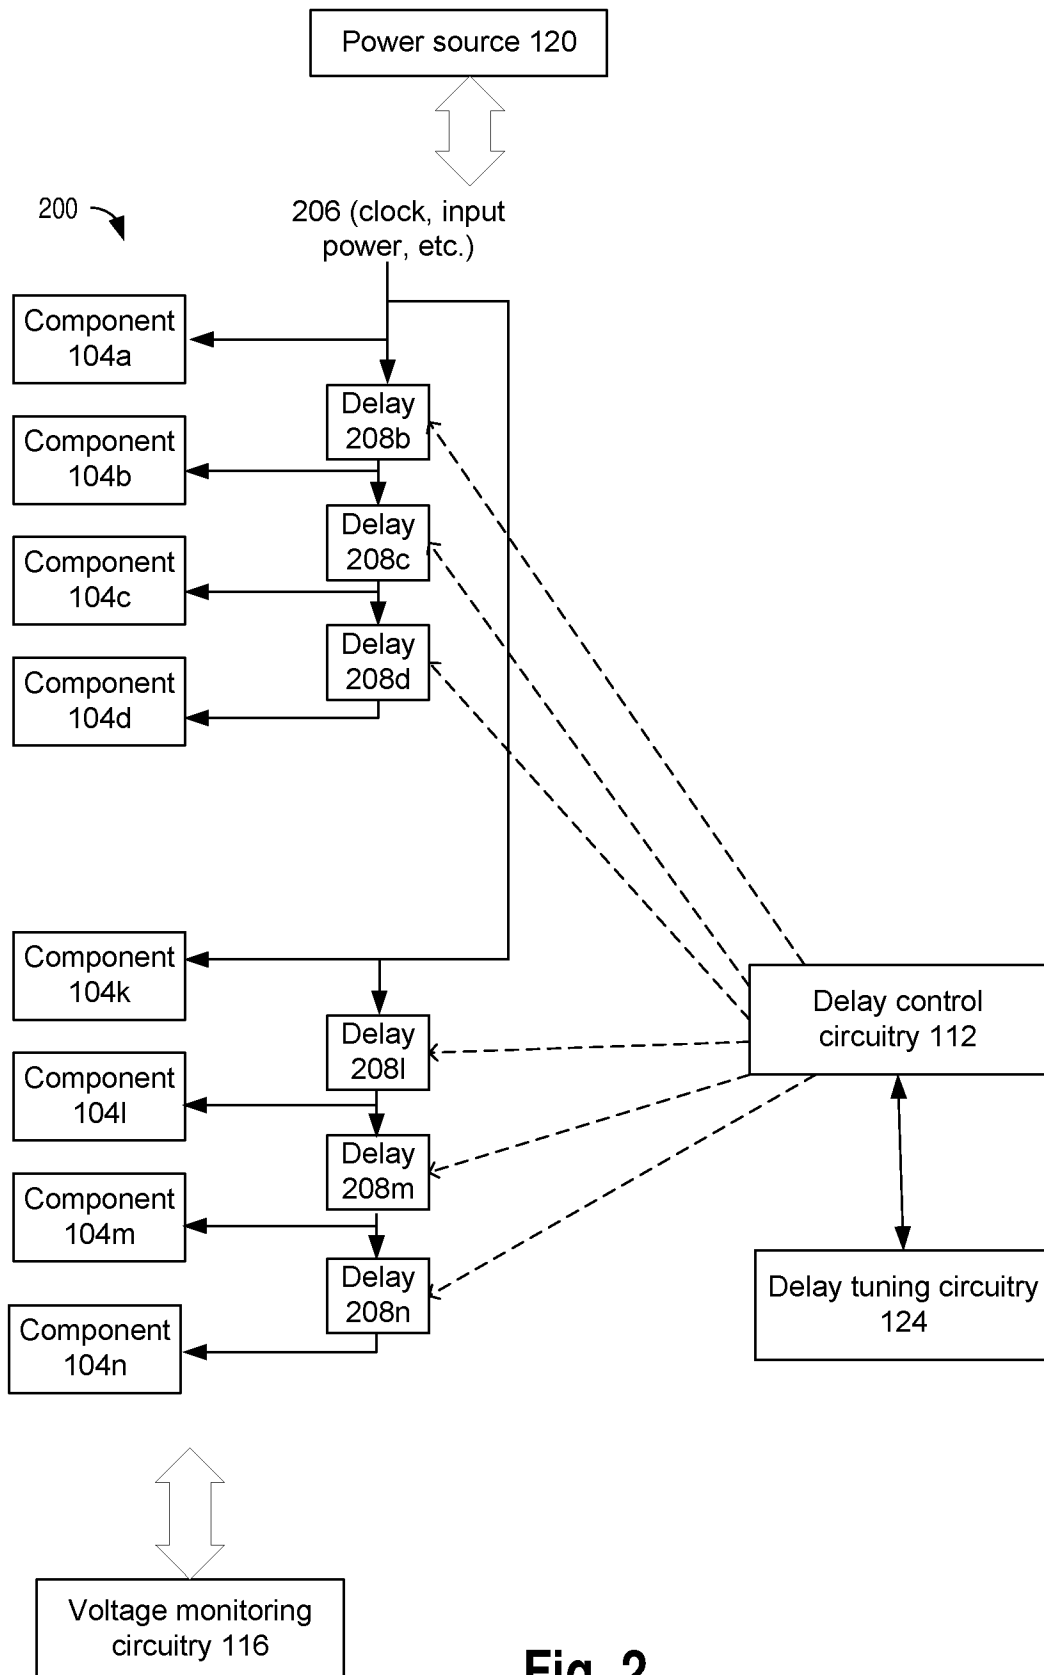 Power source 120
200
206 (clock, input
power, etc.)
Component
104a
Delay
208b
Component
104b
Delay
208c
Component
104c
Delay
208d
Component
104d
Component
104k
Delay control
circuitry 112
Delay
208l
Component
104l
Delay
208m
Component
104m
Delay
208n
Delay tuning circuitry
124
Component
104n
Voltage monitoring
circuitry 116
Fig. 2